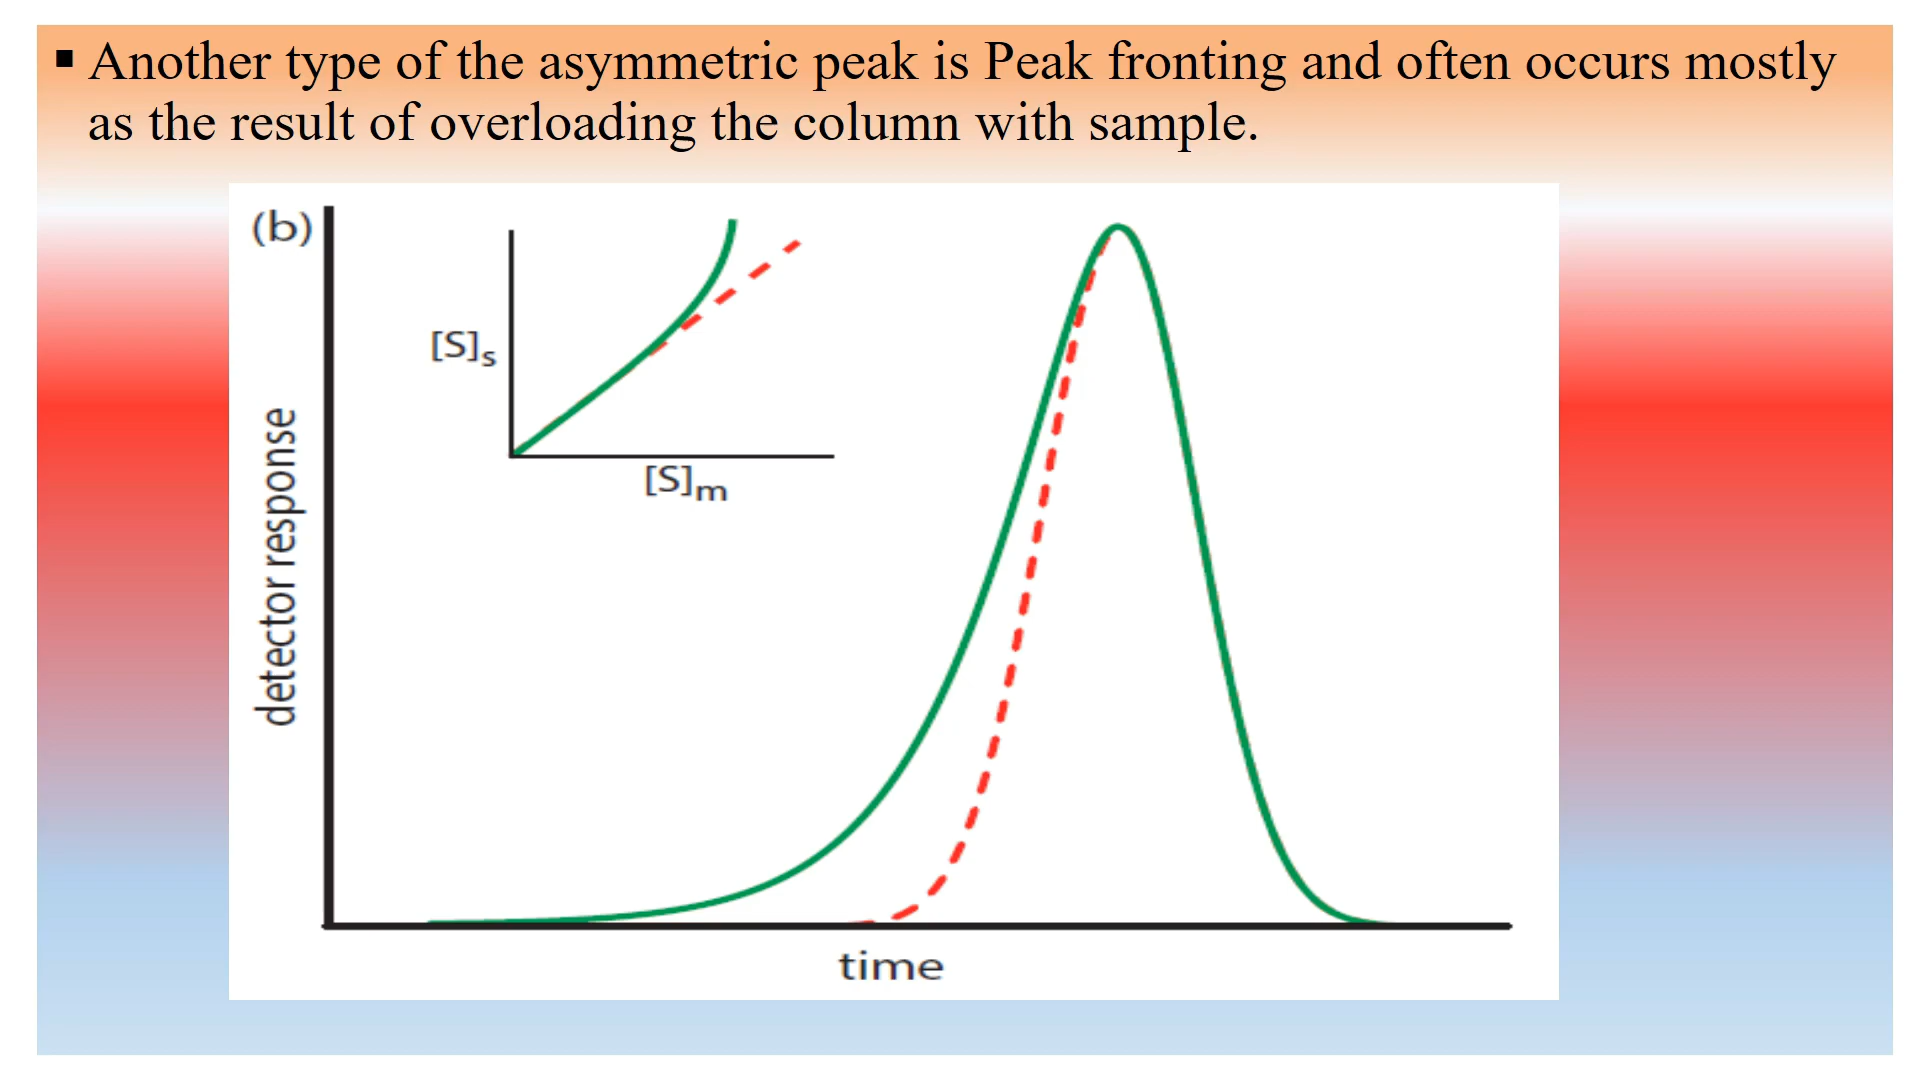 ▪ Another type of the asymmetric peak is Peak fronting and often occurs mostly
as the result of overloading the column with sample.
(b)
[S]s
[S]m
detector response
time